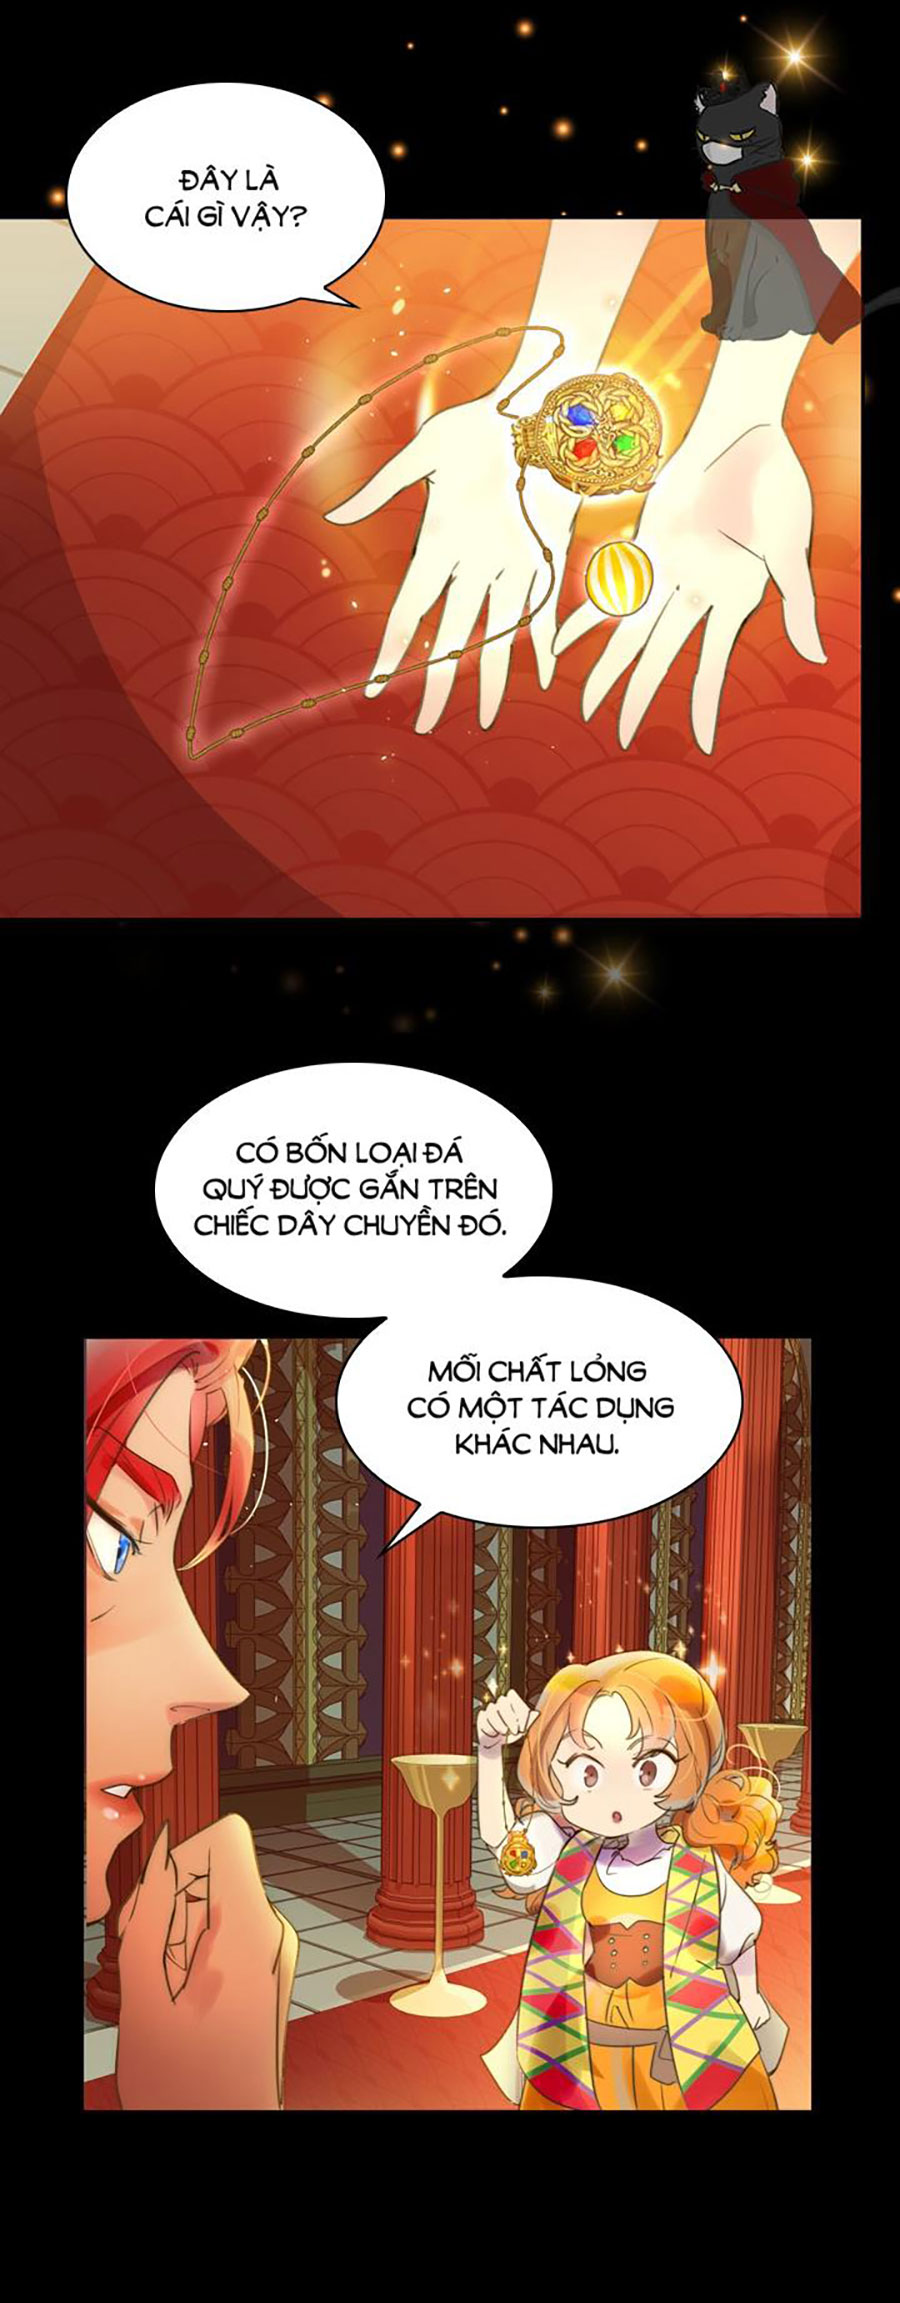 ĐÂY LÀ
CÁI GÌ VẬY?
CÓ BỐN LOẠI ĐÁ
QUÝ ĐƯỢC GẮN TRÊN
CHIẾC DÂY CHUYỀN ĐÓ.
MỖI CHẤT LỎNG
CÓ MỘT TÁC DỤNG
KHÁC NHAU.